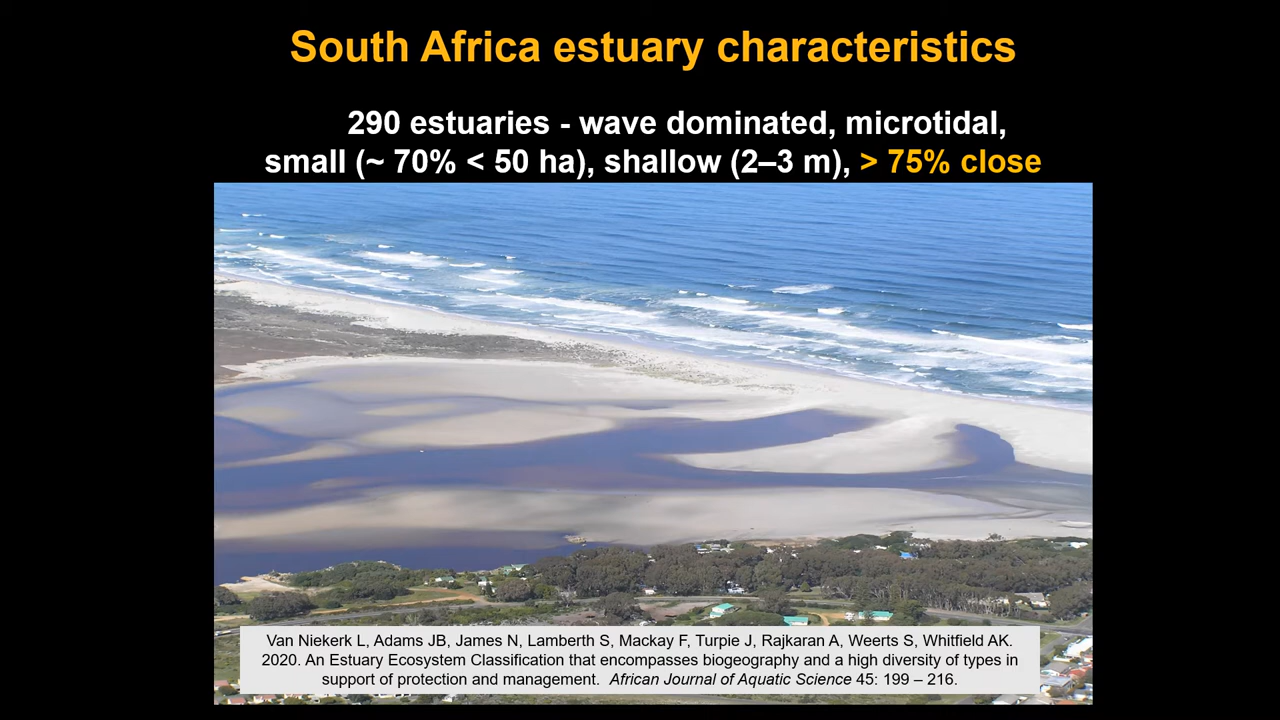 South Africa estuary characteristics
290 estuaries - wave dominated, microtidal,
small (~ 70% < 50 ha), shallow (2–3 m), > 75% close
Van Niekerk L, Adams JB, James N, Lamberth S, Mackay F, Turpie J, Rajkaran A, Weerts S, Whitfield AK.
2020. An Estuary Ecosystem Classification that encompasses biogeography and a high diversity of types in
support of protection and management. African Journal of Aquatic Science 45: 199 – 216.